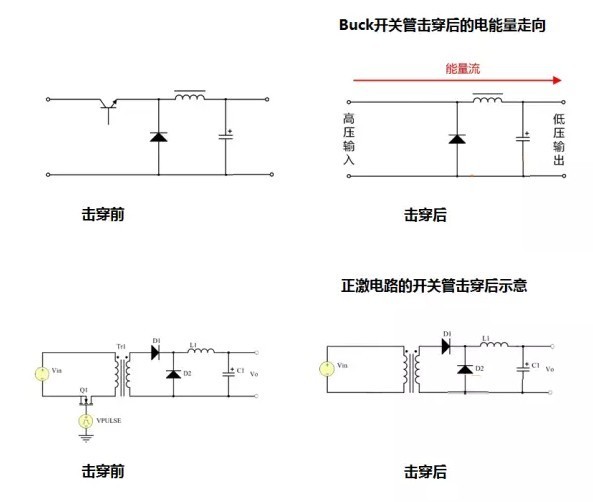 Buck开关管击穿后的电能量走向
能量流
高压输入
低压输出
+
+
击穿前
击穿后
正激电路的开关管击穿后示意
Vin
Tr1
D1
L1
D2
+
C1
Vo
Q1
VPULSE
Vin
D1
L1
D2
+
C1
Vo
击穿前
击穿后